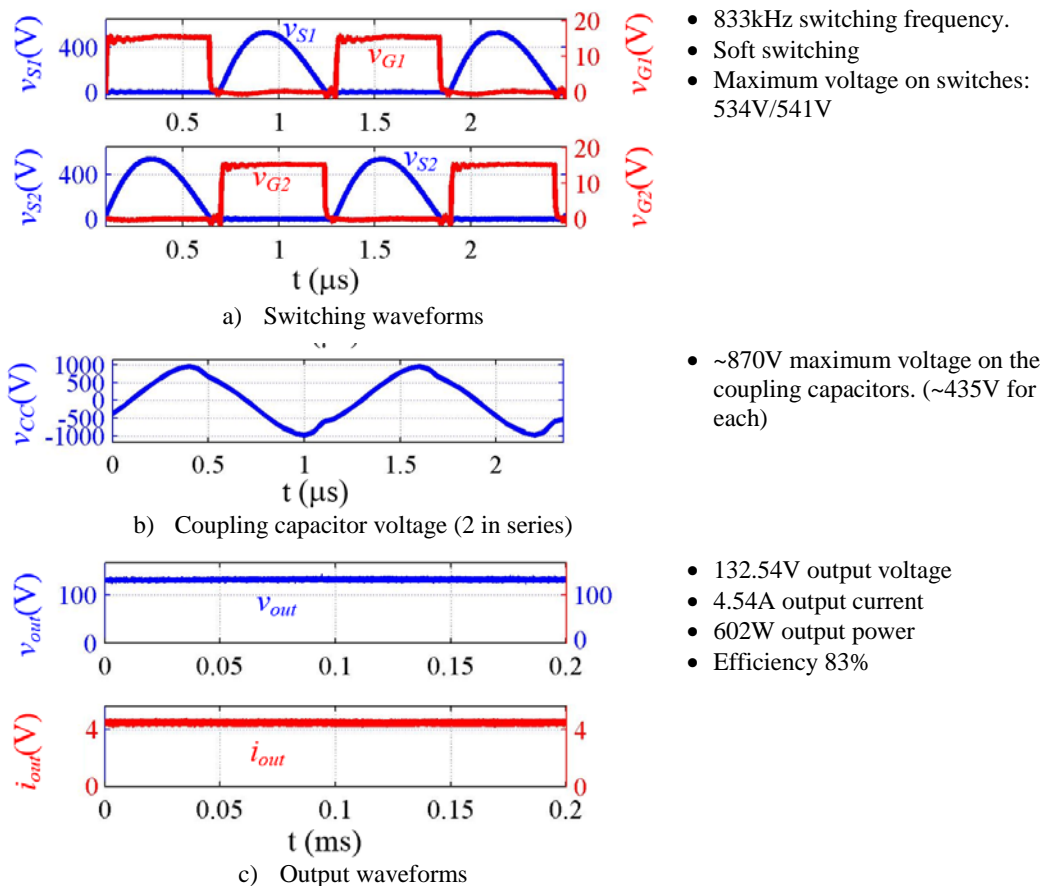 v_S1(V)
400
0
v_S1
v_G1
20
10
0
v_G1(V)
0.5 1 1.5 2
v_S2(V)
400
0
v_G2
v_S2
20
10
0
v_G2(V)
0.5 1 1.5 2
t (μs)
a) Switching waveforms
• 833kHz switching frequency.
• Soft switching
• Maximum voltage on switches:
534V/541V
v_CC(V)
1000
500
0
-500
-1000
0 0.5 1 1.5 2
t (μs)
b) Coupling capacitor voltage (2 in series)
• ~870V maximum voltage on the
coupling capacitors. (~435V for
each)
v_out(V)
100
0
v_out
100
0
0 0.05 0.1 0.15 0.2
i_out(V)
4
0
i_out
4
0
0 0.05 0.1 0.15 0.2
t (ms)
c) Output waveforms
• 132.54V output voltage
• 4.54A output current
• 602W output power
• Efficiency 83%